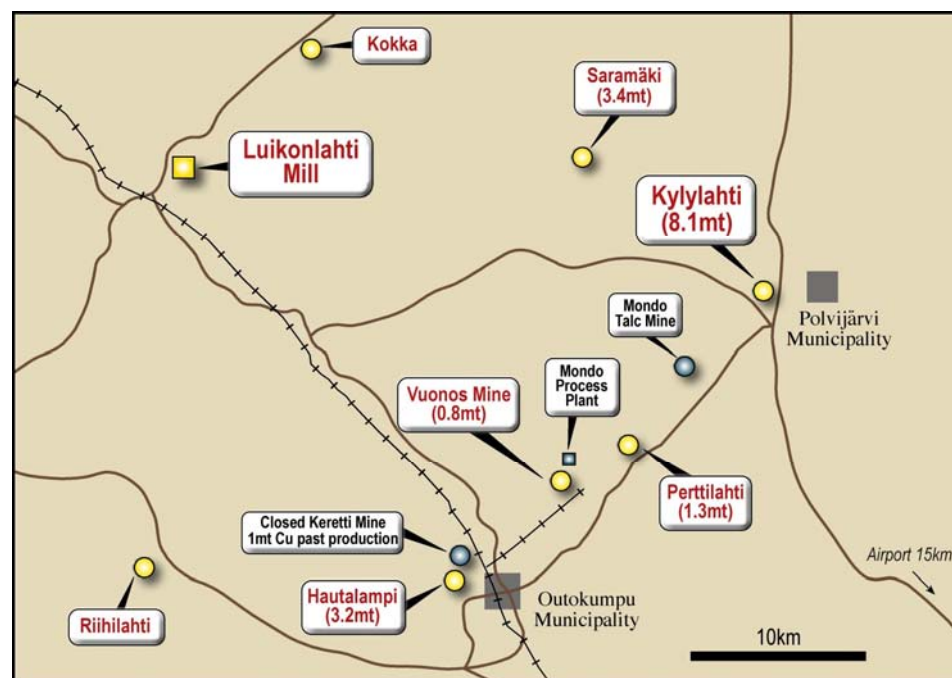 Kokka
Saramäki
(3.4mt)
Luikonlahti
Mill
Kylylahti
(8.1mt)
Mondo
Talc Mine
Polvijärvi
Municipality
Mondo
Process
Plant
Vuonos Mine
(0.8mt)
Perttilahti
(1.3mt)
Closed Keretti Mine
1mt Cu past production
Airport 15km
Riihilahti
Hautalampi
(3.2mt)
Outokumpu
Municipality
10km